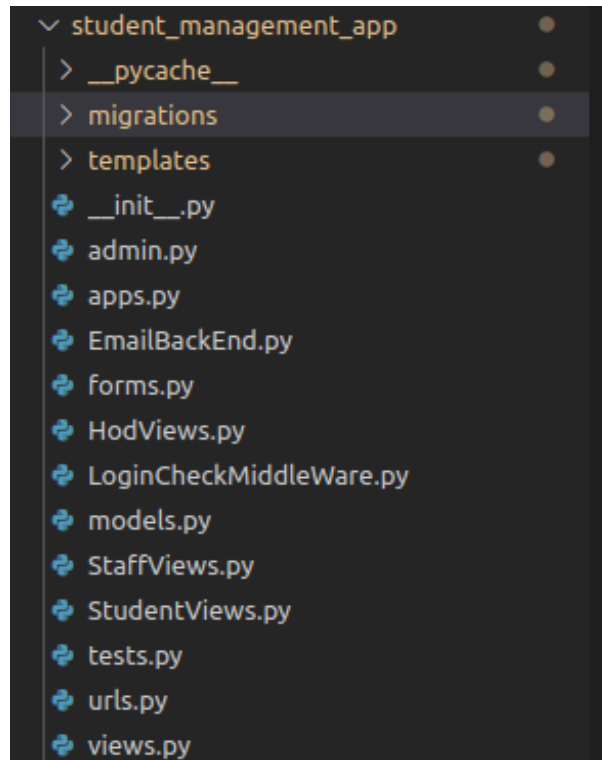 student_management_app
__pycache__
migrations
templates
__init__.py
admin.py
apps.py
EmailBackEnd.py
forms.py
HodViews.py
LoginCheckMiddleWare.py
models.py
StaffViews.py
StudentViews.py
tests.py
urls.py
views.py